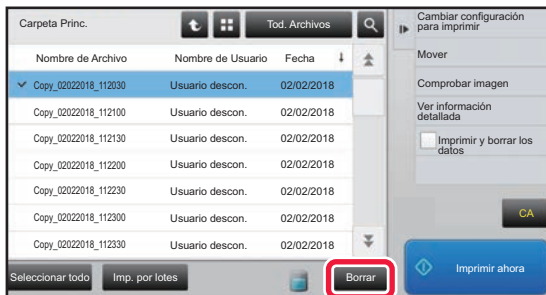 Carpeta Princ.
Tod. Archivos
Nombre de Archivo Nombre de Usuario Fecha
Copy_02022018_112030 Usuario descon. 02/02/2018
Copy_02022018_112100 Usuario descon. 02/02/2018
Copy_02022018_112130 Usuario descon. 02/02/2018
Copy_02022018_112200 Usuario descon. 02/02/2018
Copy_02022018_112230 Usuario descon. 02/02/2018
Copy_02022018_112300 Usuario descon. 02/02/2018
Copy_02022018_112330 Usuario descon. 02/02/2018
Seleccionar todo
Imp. por lotes
Borrar
Cambiar configuración
para imprimir
Mover
Comprobar imagen
Ver información
detallada
Imprimir y borrar los
datos
CA
Imprimir ahora